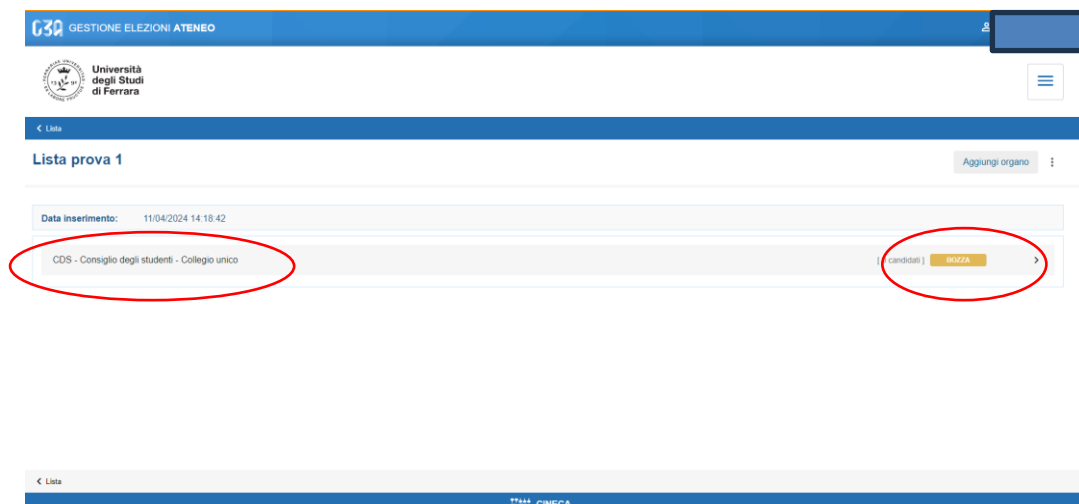 G3A GESTIONE ELEZIONI ATENEO
Università
degli Studi
di Ferrara
Lista
Lista prova 1
Aggiungi organo
Data inserimento: 11/04/2024 14:18:42
CDS - Consiglio degli studenti - Collegio unico
candidati ] BOZZA
Lista
CINECA